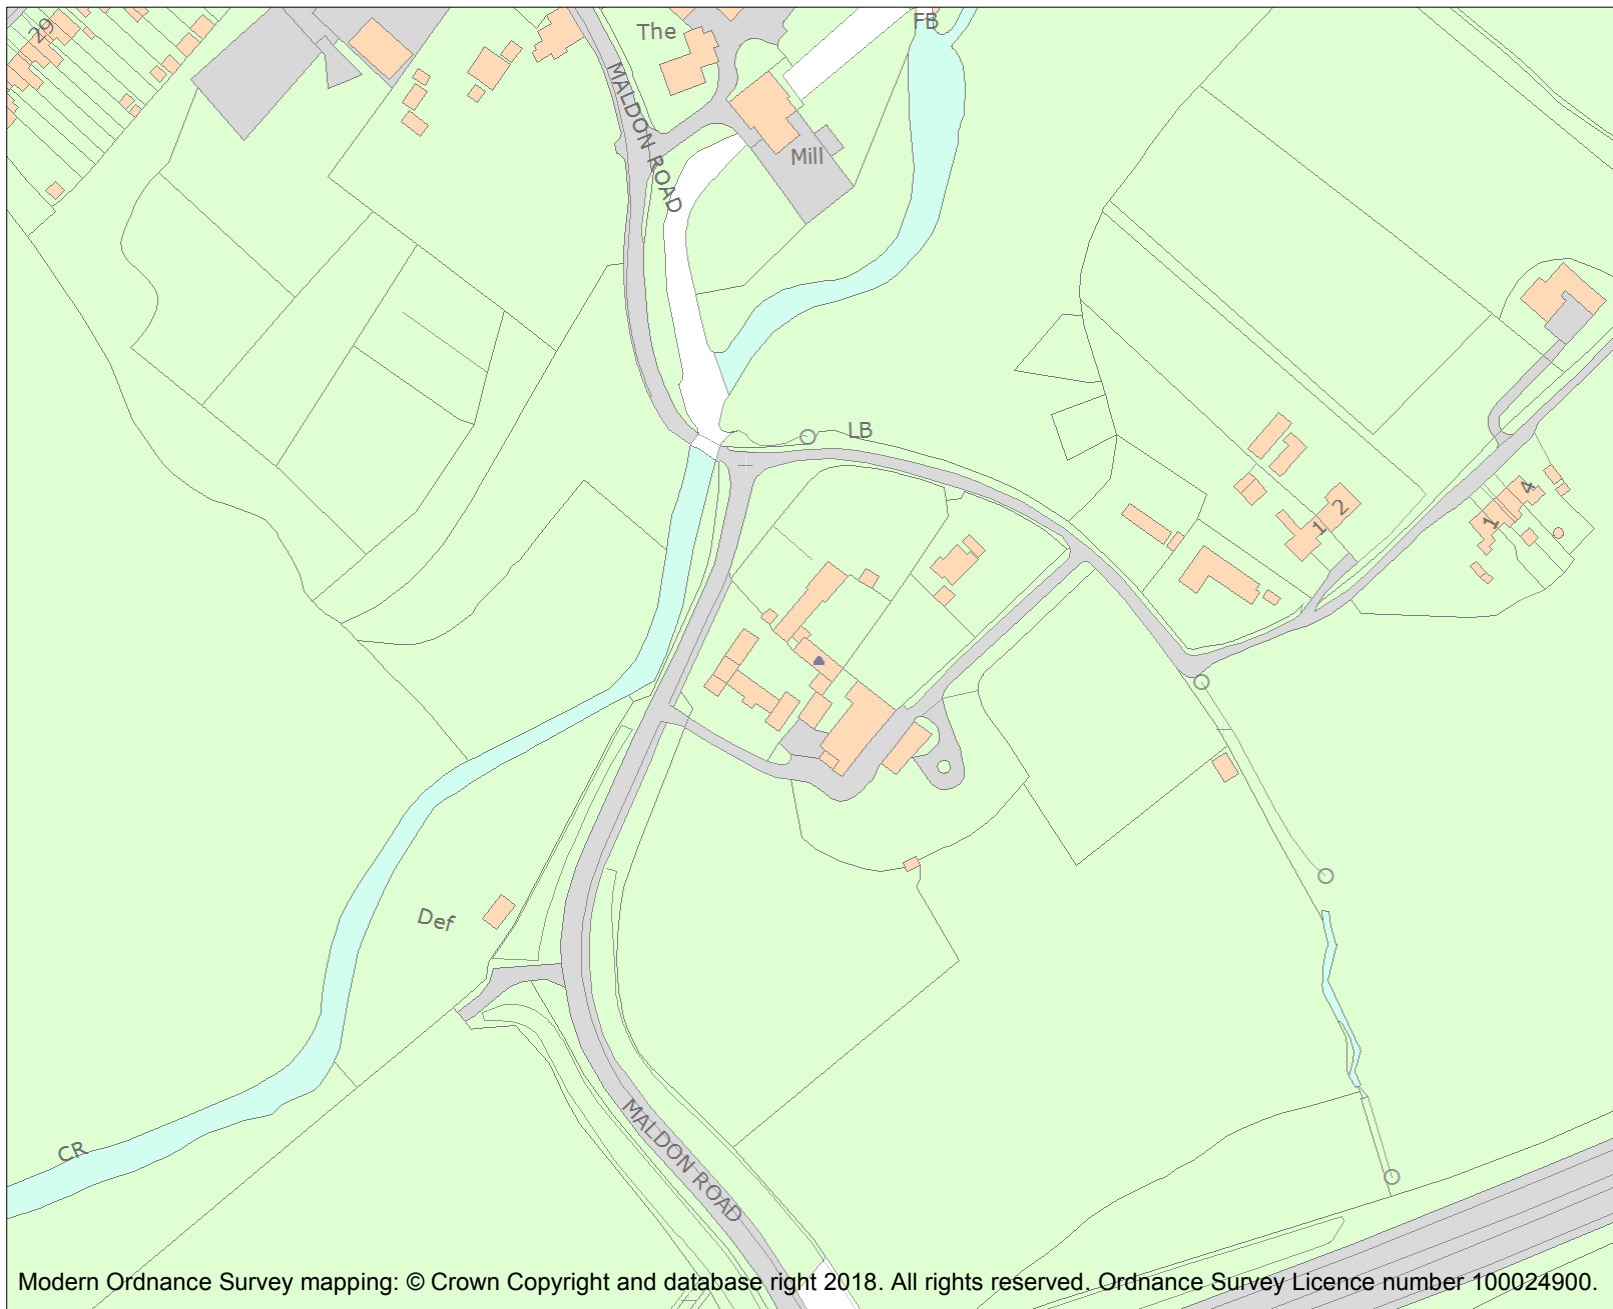 29
The
FB
MALDON ROAD
Mill
LB
1 2
1 4
Def
CR
MALDON ROAD
Modern Ordnance Survey mapping: © Crown Copyright and database right 2018. All rights reserved. Ordnance Survey Licence number 100024900.